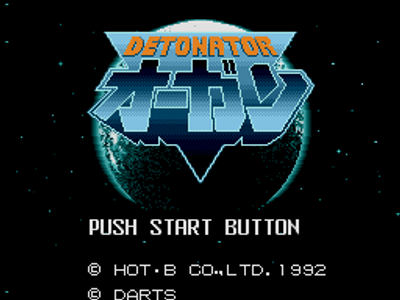 DETONATOR
オーガン
PUSH START BUTTON
© HOT·B CO.,LTD. 1992
© DARTS